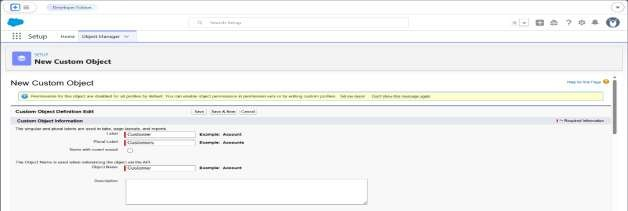 Developer Edition
Search Setup
Setup
Home
Object Manager
SETUP
New Custom Object
New Custom Object
Help for this Page
Permissions for this object are disabled for all profiles by default. You can enable object permissions in permission sets or by editing custom profiles. Tell me more! Don't show this message again
Custom Object Definition Edit
Save
Save & New
Cancel
Custom Object Information
= Required Information
The singular and plural labels are used in tabs, page layouts, and reports.
Label
Customer
Example: Account
Plural Label
Customers
Example: Accounts
Starts with vowel sound
The Object Name is used when referencing the object via the API.
Object Name
Customer
Example: Account
Description